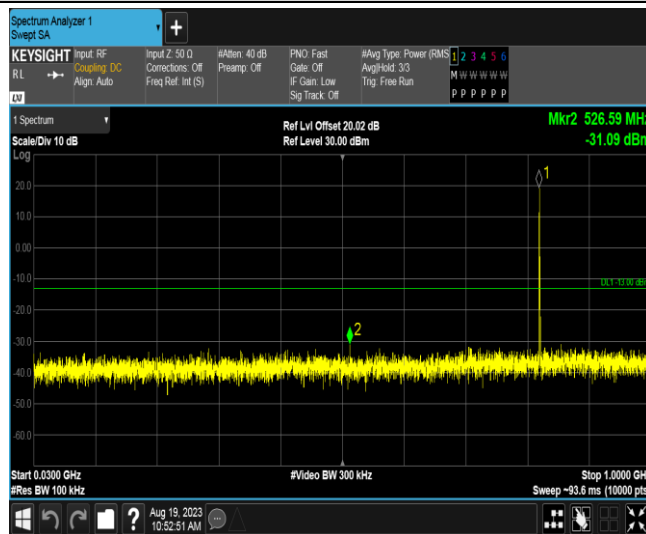 Spectrum Analyzer 1
Swept SA
KEYSIGHT
RL
LXI
Input: RF
Coupling: DC
Align: Auto
Input Z: 50 Ω
Corrections: Off
Freq Ref: Int (S)
#Atten: 40 dB
Preamp: Off
PNO: Fast
Gate: Off
IF Gain: Low
Sig Track: Off
#Avg Type: Power (RMS
Avg|Hold: 3/3
Trig: Free Run
1 2 3 4 5 6
M W W W W W
P P P P P P
1 Spectrum
Scale/Div 10 dB
Log
Ref Lvl Offset 20.02 dB
Ref Level 30.00 dBm
Mkr2 526.59 MHz
-31.09 dBm
1
20.0
10.0
0.00
-10.0
DL1 -13.00 dBm
-20.0
2
-30.0
-40.0
-50.0
-60.0
Start 0.0300 GHz
#Res BW 100 kHz
#Video BW 300 kHz
Stop 1.0000 GH
Sweep ~93.6 ms (10000 pts
?
Aug 19, 2023
10:52:51 AM